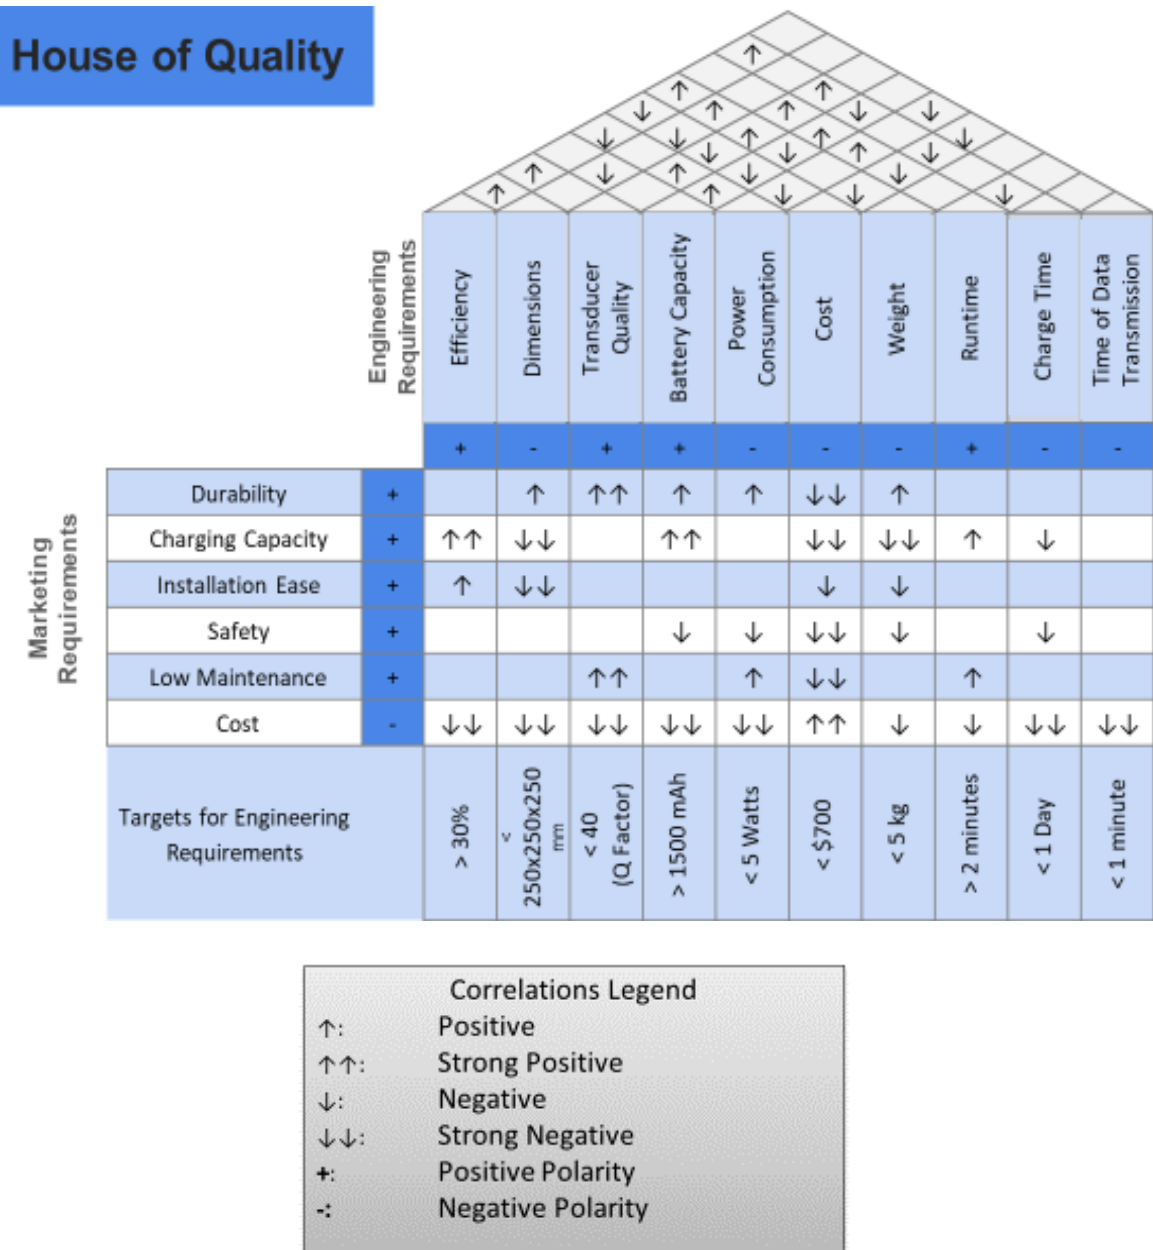 House of Quality
↑
↑ ↑
↓ ↑ ↑ ↓ ↓
↓ ↓ ↑ ↑ ↓
↓ ↓ ↑ ↓
↑ ↓ ↑ ↓ ↓
↑ ↑ ↓ ↓ ↓
Engineering
Requirements
Efficiency
Dimensions
Transducer
Quality
Battery Capacity
Power
Consumption
Cost
Weight
Runtime
Charge Time
Time of Data
Transmission
+ - + + - - - + - -
Marketing
Requirements
Durability + ↑ ↑↑ ↑ ↑ ↓↓ ↑
Charging Capacity + ↑↑ ↓↓ ↑↑ ↓↓ ↓↓ ↑ ↓
Installation Ease + ↑ ↓↓ ↓ ↓
Safety + ↓ ↓ ↓↓ ↓ ↓
Low Maintenance + ↑↑ ↑ ↓↓ ↑
Cost - ↓↓ ↓↓ ↓↓ ↓↓ ↓↓ ↑↑ ↓ ↓ ↓↓ ↓↓
Targets for Engineering
Requirements
> 30%
<
250x250x250
mm
< 40
(Q Factor)
> 1500 mAh
< 5 Watts
< $700
< 5 kg
> 2 minutes
< 1 Day
< 1 minute
Correlations Legend
↑: Positive
↑↑: Strong Positive
↓: Negative
↓↓: Strong Negative
+: Positive Polarity
-: Negative Polarity